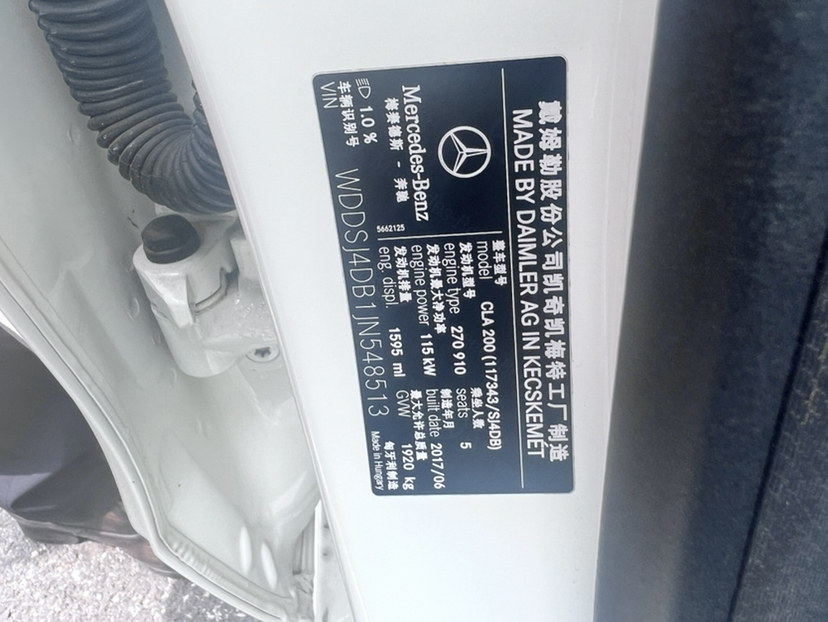 戴姆勒股份公司凯奇凯梅特工厂制造
MADE BY DAIMLER AG IN KECSKEMÉT
Mercedes-Benz
梅赛德斯 - 奔驰
1.0 %
5662125
整车型号
model CLA 200 (117343/SJ4DB)
发动机型号 乘坐人数
engine type 270 910 seats 5
发动机最大净功率 制造年月
engine power 115 kW built date 2017/06
发动机排量 最大允许总质量
eng. displ. 1595 ml GVW 1920 kg
车辆识别号
VIN WDDSJ4DB1JN548513
匈牙利制造
Made in Hungary